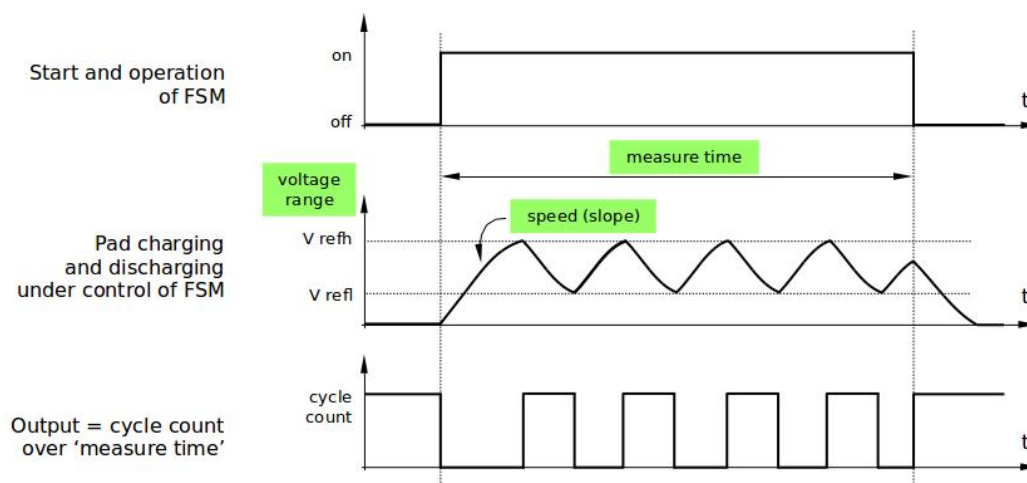 Start and operation
of FSM
on
off
t
measure time
voltage
range
speed (slope)
V refh
Pad charging
and discharging
under control of FSM
V refl
t
cycle
count
Output = cycle count
over ‘measure time’
t